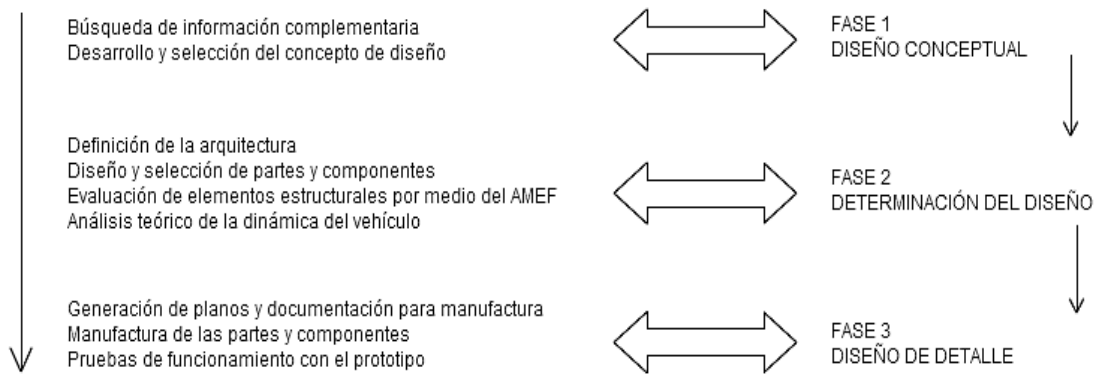 Búsqueda de información complementaria
Desarrollo y selección del concepto de diseño
FASE 1
DISEÑO CONCEPTUAL
Definición de la arquitectura
Diseño y selección de partes y componentes
Evaluación de elementos estructurales por medio del AMEF
Análisis teórico de la dinámica del vehículo
FASE 2
DETERMINACIÓN DEL DISEÑO
Generación de planos y documentación para manufactura
Manufactura de las partes y componentes
Pruebas de funcionamiento con el prototipo
FASE 3
DISEÑO DE DETALLE